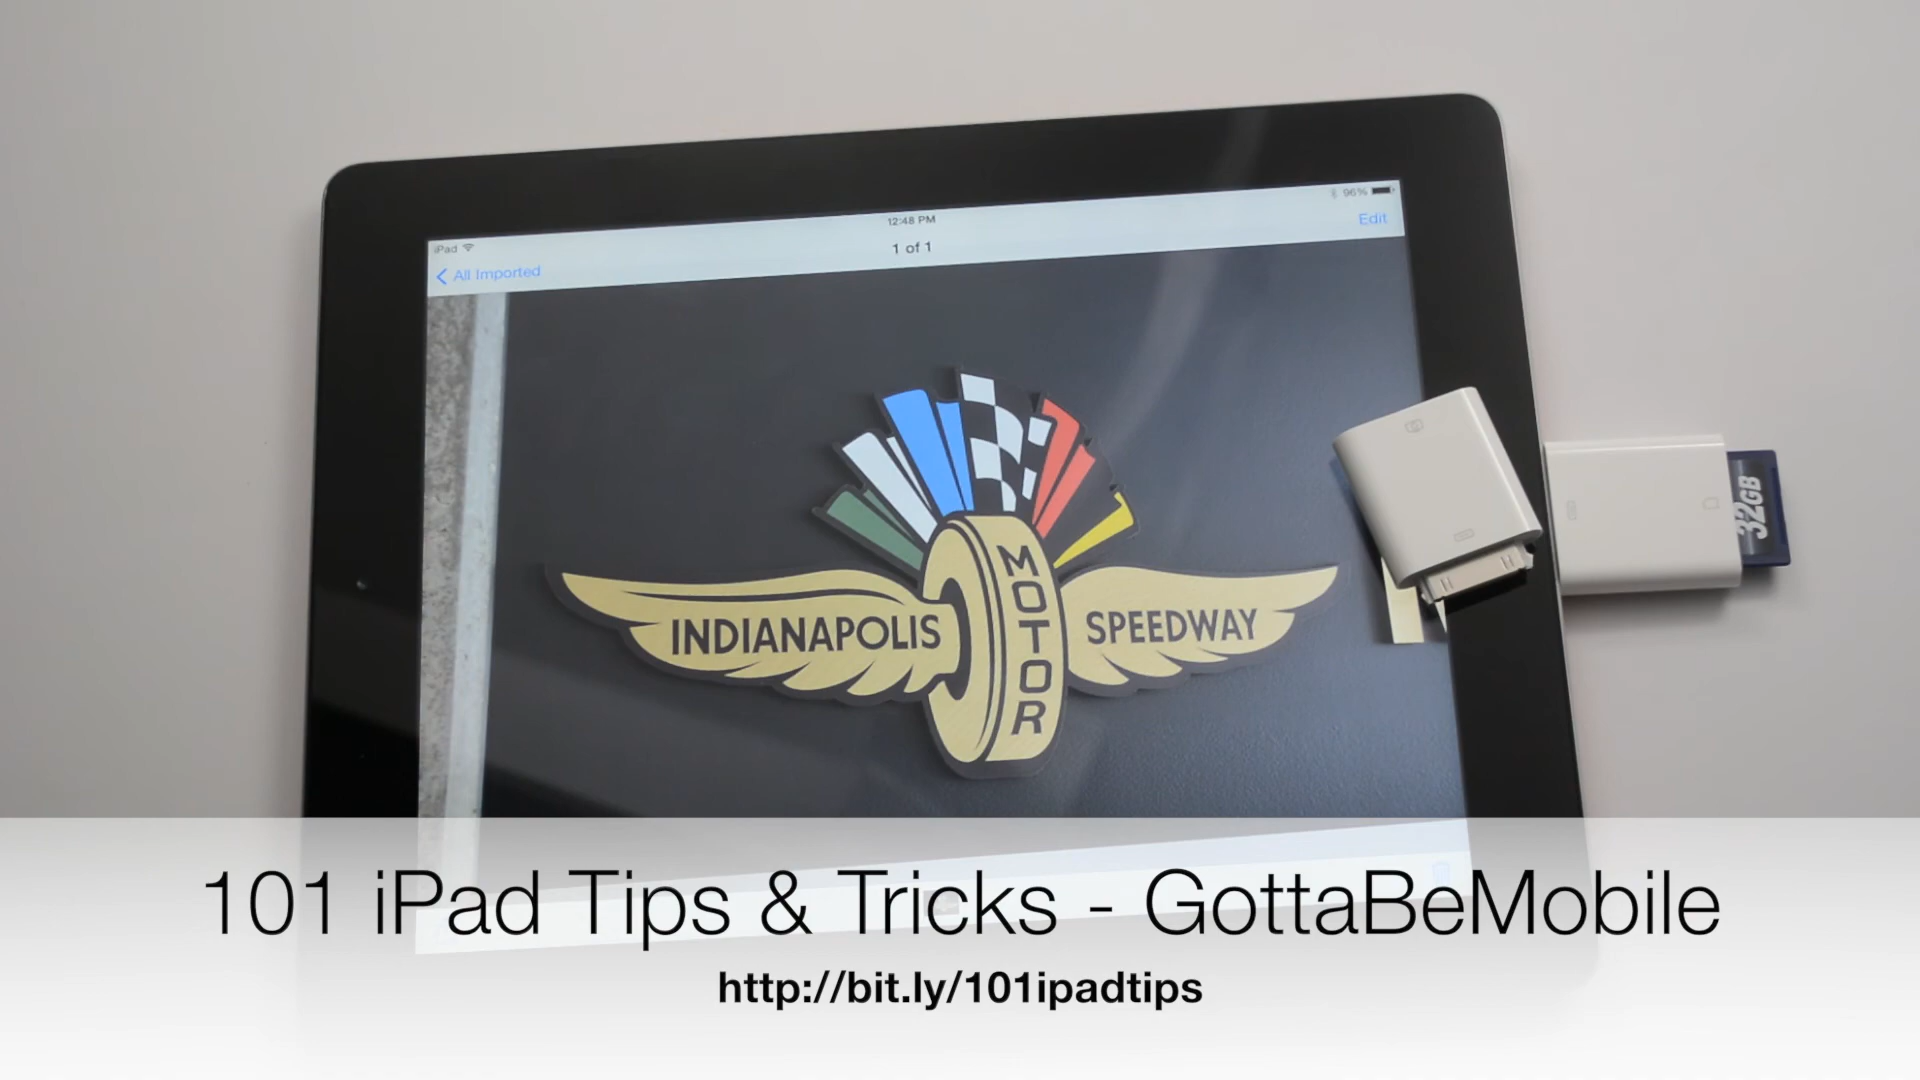 iPad
12:48 PM
96%
All Imported
1 of 1
Edit
INDIANAPOLIS
MOTOR
SPEEDWAY
32GB
101 iPad Tips & Tricks - GottaBeMobile
http://bit.ly/101ipadtips